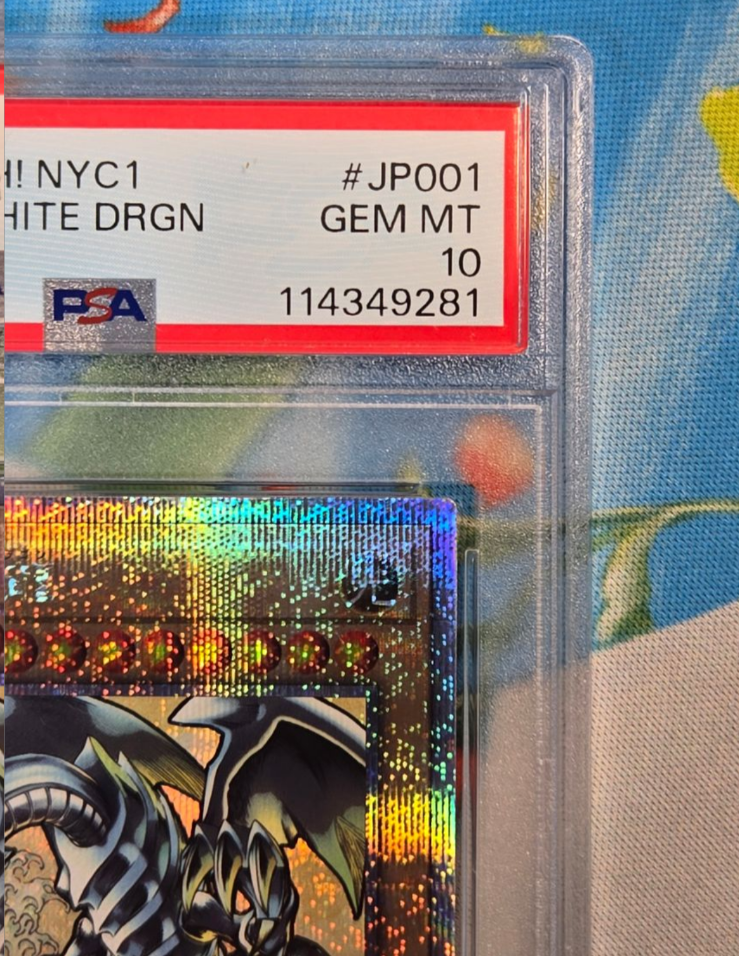 H! NYC1 #JP001
HITE DRGN GEM MT
10
PSA 114349281